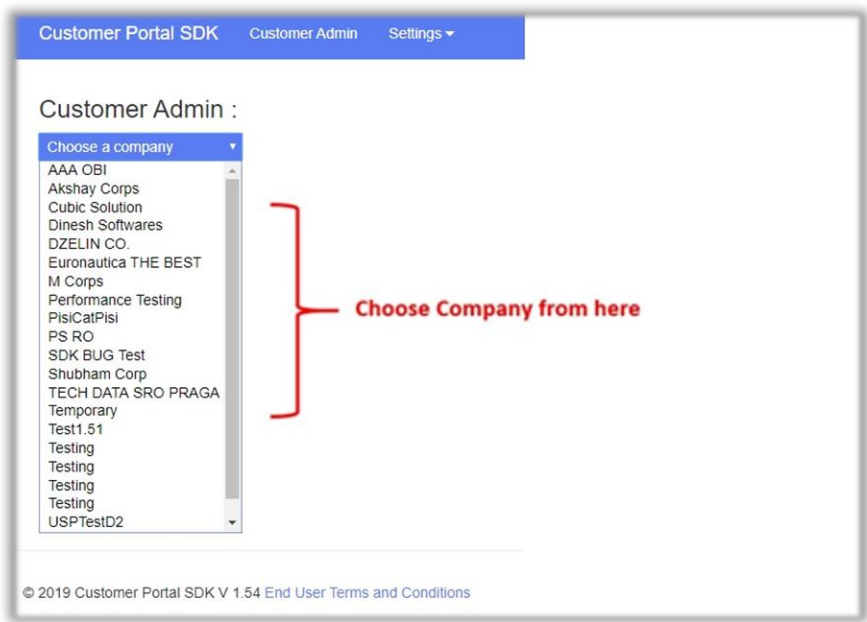 Customer Portal SDK Customer Admin Settings
Customer Admin :
Choose a company
AAA OBI
Akshay Corps
Cubic Solution
Dinesh Softwares
DZELIN CO.
Euronautica THE BEST
M Corps
Performance Testing
PisiCatPisi
PS RO
SDK BUG Test
Shubham Corp
TECH DATA SRO PRAGA
Temporary
Test1.51
Testing
Testing
Testing
Testing
USPTestD2
Choose Company from here
© 2019 Customer Portal SDK V 1.54 End User Terms and Conditions